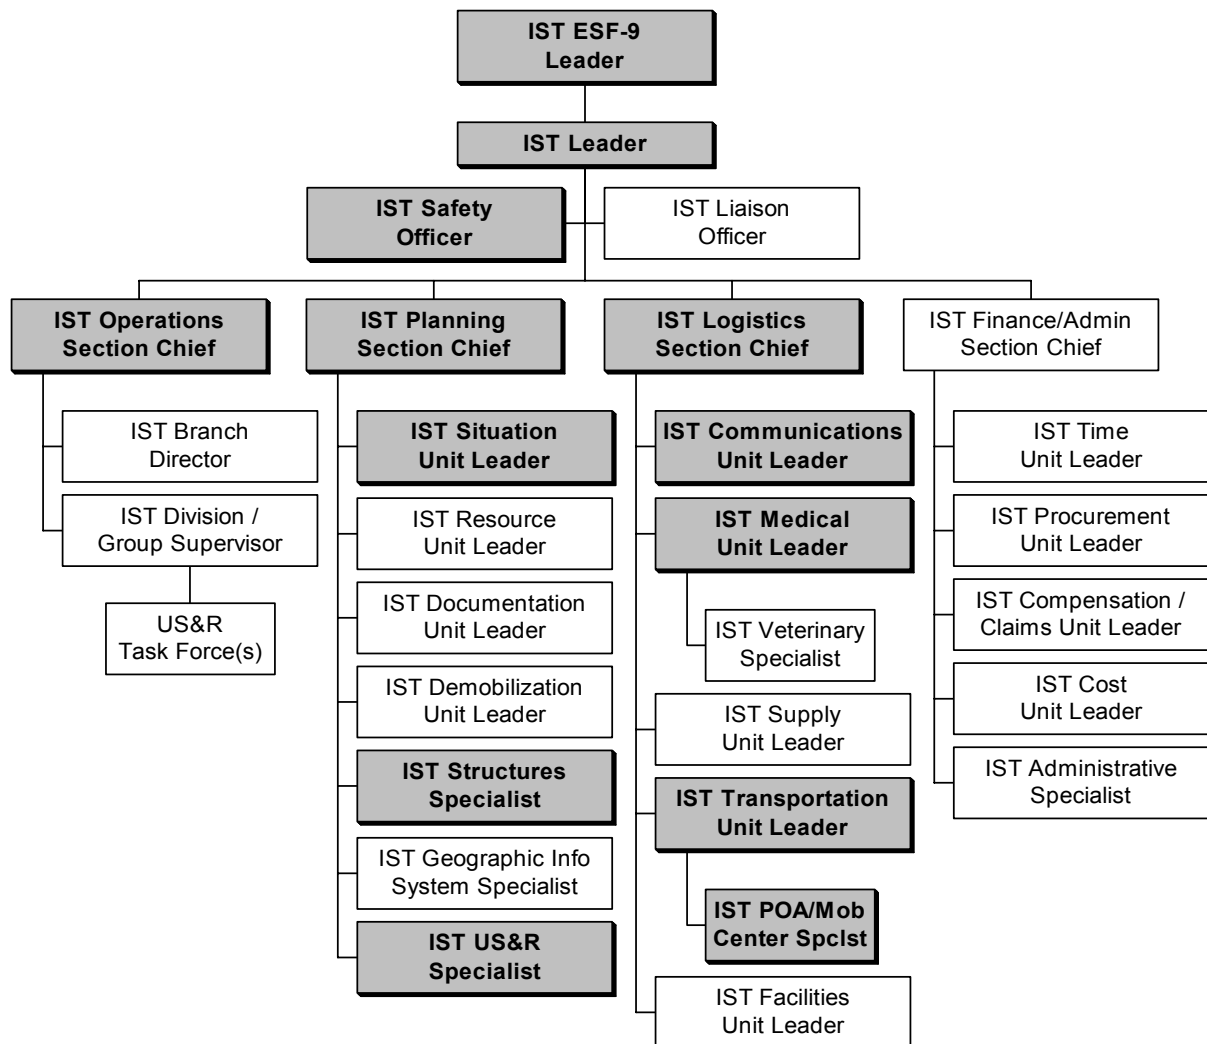 IST ESF-9
Leader
IST Leader
IST Safety
Officer
IST Liaison
Officer
IST Operations
Section Chief
IST Planning
Section Chief
IST Logistics
Section Chief
IST Finance/Admin
Section Chief
IST Branch
Director
IST Division /
Group Supervisor
US&R
Task Force(s)
IST Situation
Unit Leader
IST Resource
Unit Leader
IST Documentation
Unit Leader
IST Demobilization
Unit Leader
IST Structures
Specialist
IST Geographic Info
System Specialist
IST US&R
Specialist
IST Communications
Unit Leader
IST Medical
Unit Leader
IST Veterinary
Specialist
IST Supply
Unit Leader
IST Transportation
Unit Leader
IST POA/Mob
Center Spclst
IST Facilities
Unit Leader
IST Time
Unit Leader
IST Procurement
Unit Leader
IST Compensation /
Claims Unit Leader
IST Cost
Unit Leader
IST Administrative
Specialist